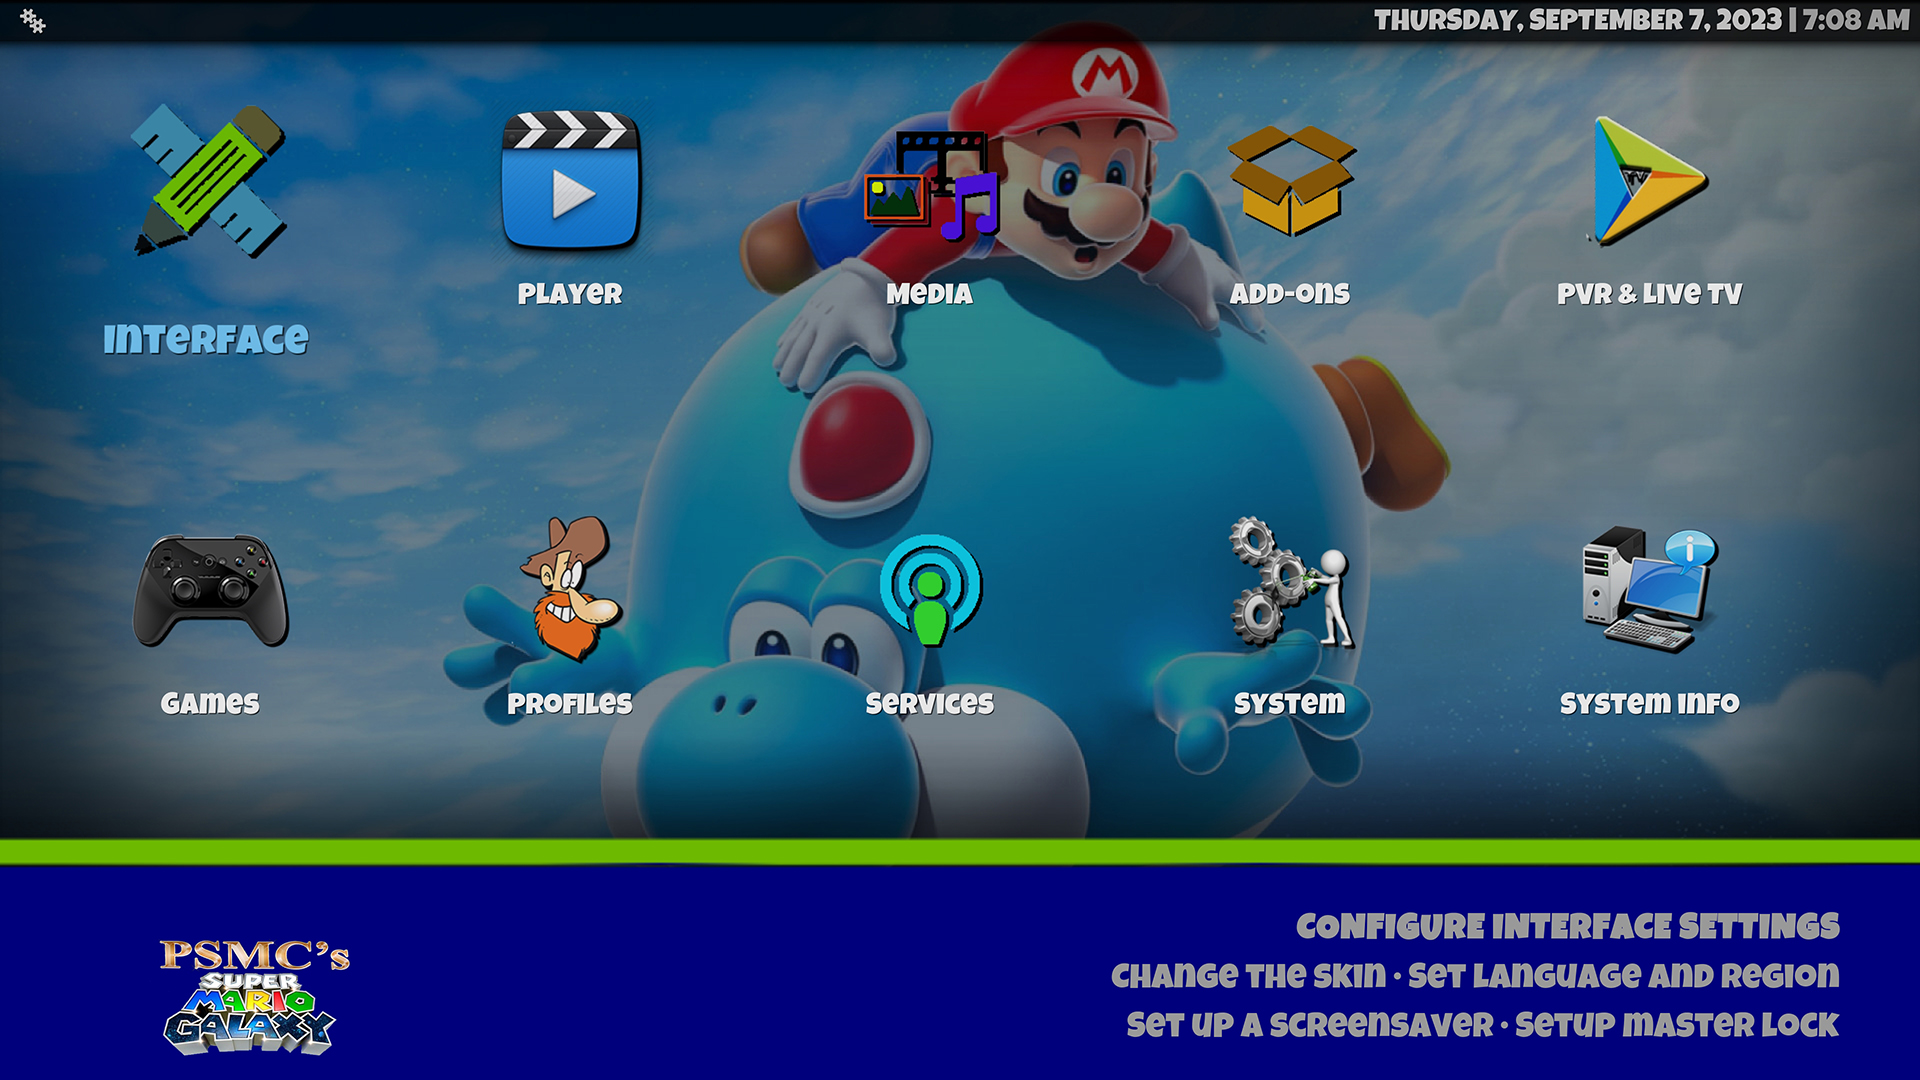 THURSDAY, SEPTEMBER 7, 2023 | 7:08 AM
M
TV
INTERFACE
PLAYER
MEDIA
ADD-ONS
PVR & LIVE TV
GAMES
PROFILES
SERVICES
SYSTEM
SYSTEM INFO
i
PSMC's
SUPER
MARIO
GALAXY
CONFIGURE INTERFACE SETTINGS
CHANGE THE SKIN · SET LANGUAGE AND REGION
SET UP A SCREENSAVER · SETUP MASTER LOCK